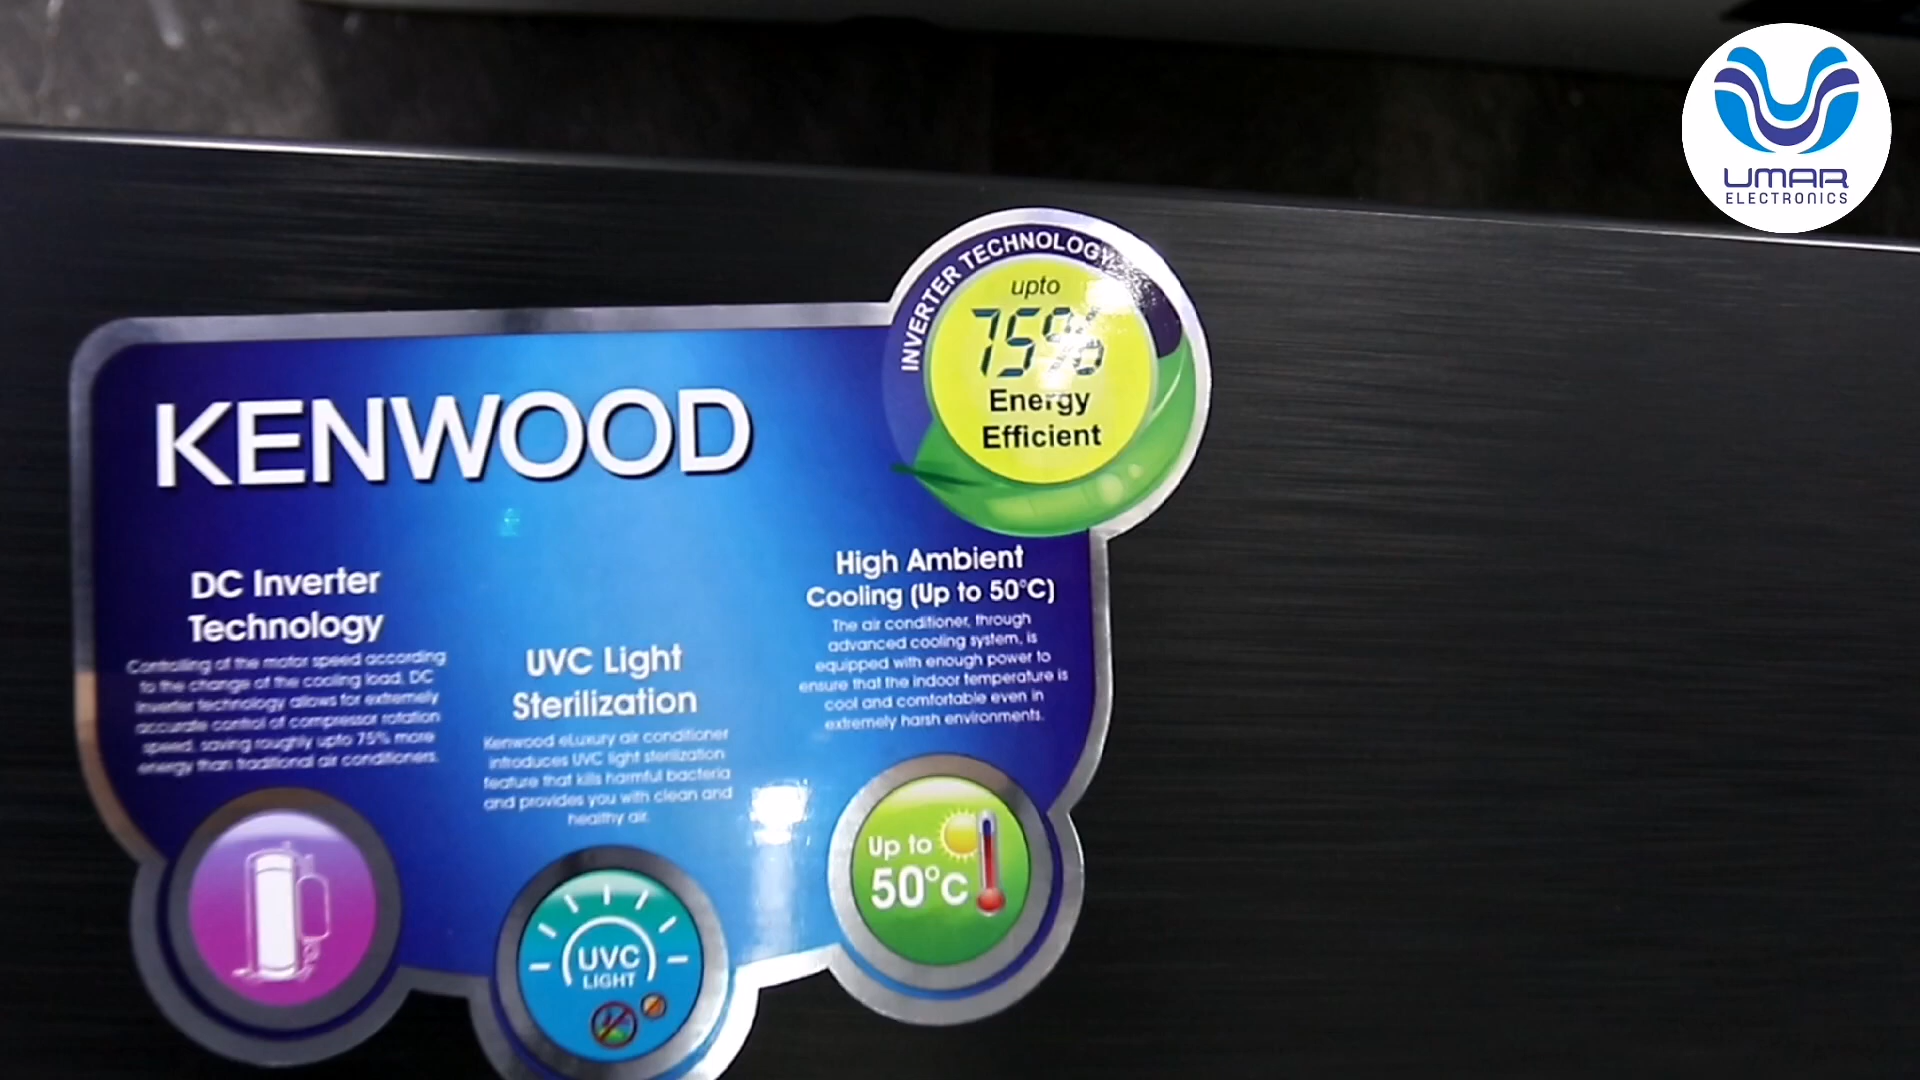 UMAR
ELECTRONICS
INVERTER TECHNOLOGY
upto
75%
Energy
Efficient
KENWOOD
DC Inverter
Technology
Controlling of the motor speed according
to the change of the cooling load. DC
Inverter technology allows for extremely
accurate control of compressor rotation
speed, saving roughly upto 75% more
energy than traditional air conditioners.
UVC Light
Sterilization
Kenwood eLuxury air conditioner
introduces UVC light sterilization
feature that kills harmful bacteria
and provides you with clean and
healthy air.
High Ambient
Cooling (Up to 50°C)
The air conditioner, through
advanced cooling system, is
equipped with enough power to
ensure that the indoor temperature is
cool and comfortable even in
extremely harsh environments.
UVC
LIGHT
Up to
50°C